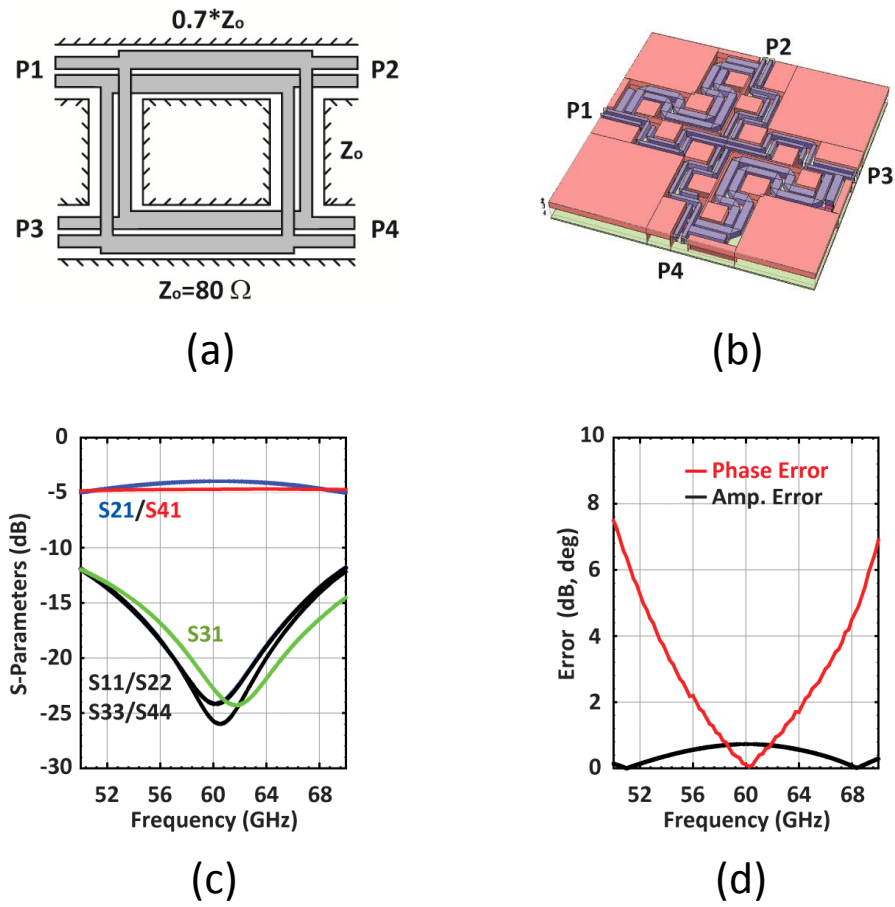 0.7*Zo
P1
P2
Zo
P3
P4
Zo=80 Ω
(a)
P2
P1
P3
P4
(b)
S-Parameters (dB)
0
-5
-10
-15
-20
-25
-30
S21/S41
S31
S11/S22
S33/S44
52 56 60 64 68
Frequency (GHz)
(c)
Error (dB, deg)
10
8
6
4
2
0
Phase Error
Amp. Error
52 56 60 64 68
Frequency (GHz)
(d)